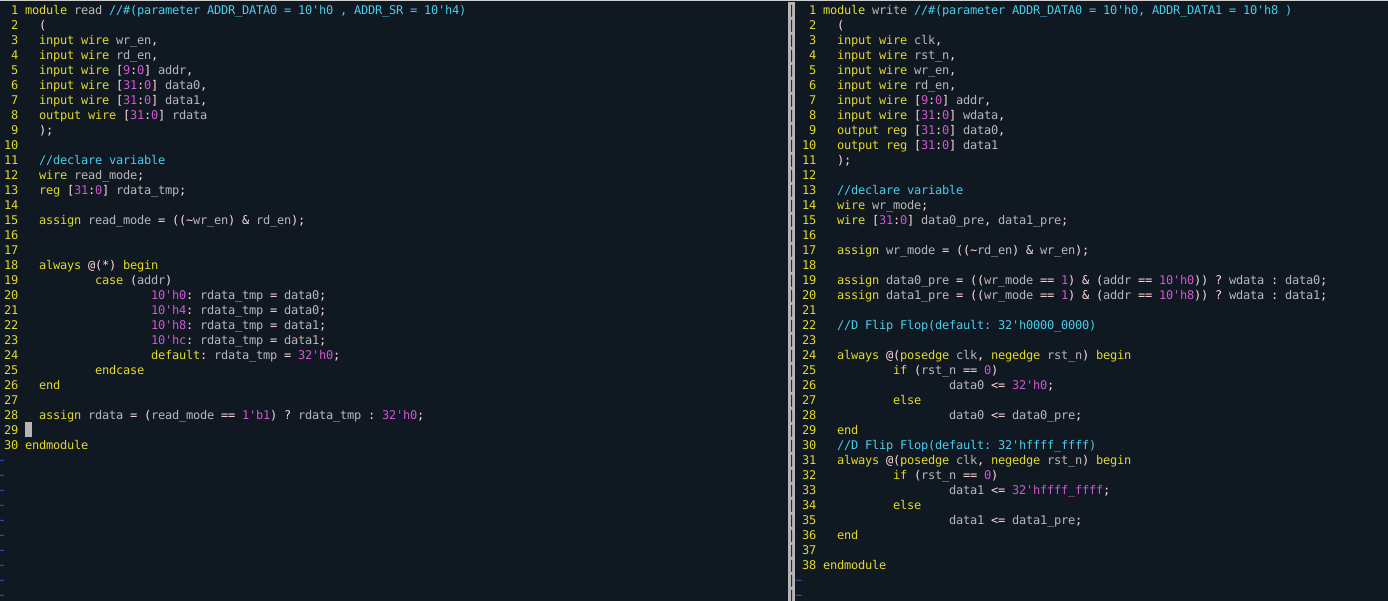 1 module read //#(parameter ADDR_DATA0 = 10'h0 , ADDR_SR = 10'h4)
2   (
3   input wire wr_en,
4   input wire rd_en,
5   input wire [9:0] addr,
6   input wire [31:0] data0,
7   input wire [31:0] data1,
8   output wire [31:0] rdata
9   );
10
11   //declare variable
12   wire read_mode;
13   reg [31:0] rdata_tmp;
14
15   assign read_mode = ((~wr_en) & rd_en);
16
17
18   always @(*) begin
19           case (addr)
20                   10'h0: rdata_tmp = data0;
21                   10'h4: rdata_tmp = data0;
22                   10'h8: rdata_tmp = data1;
23                   10'hc: rdata_tmp = data1;
24                   default: rdata_tmp = 32'h0;
25           endcase
26   end
27
28   assign rdata = (read_mode == 1'b1) ? rdata_tmp : 32'h0;
29
30 endmodule
~
~
~
~
~
~
~
~
~
~
1 module write //#(parameter ADDR_DATA0 = 10'h0, ADDR_DATA1 = 10'h8 )
2   (
3   input wire clk,
4   input wire rst_n,
5   input wire wr_en,
6   input wire rd_en,
7   input wire [9:0] addr,
8   input wire [31:0] wdata,
9   output reg [31:0] data0,
10   output reg [31:0] data1
11   );
12
13   //declare variable
14   wire wr_mode;
15   wire [31:0] data0_pre, data1_pre;
16
17   assign wr_mode = ((~rd_en) & wr_en);
18
19   assign data0_pre = ((wr_mode == 1) & (addr == 10'h0)) ? wdata : data0;
20   assign data1_pre = ((wr_mode == 1) & (addr == 10'h8)) ? wdata : data1;
21
22   //D Flip Flop(default: 32'h0000_0000)
23
24   always @(posedge clk, negedge rst_n) begin
25           if (rst_n == 0)
26                   data0 <= 32'h0;
27           else
28                   data0 <= data0_pre;
29   end
30   //D Flip Flop(default: 32'hffff_ffff)
31   always @(posedge clk, negedge rst_n) begin
32           if (rst_n == 0)
33                   data1 <= 32'hffff_ffff;
34           else
35                   data1 <= data1_pre;
36   end
37
38 endmodule
~
~